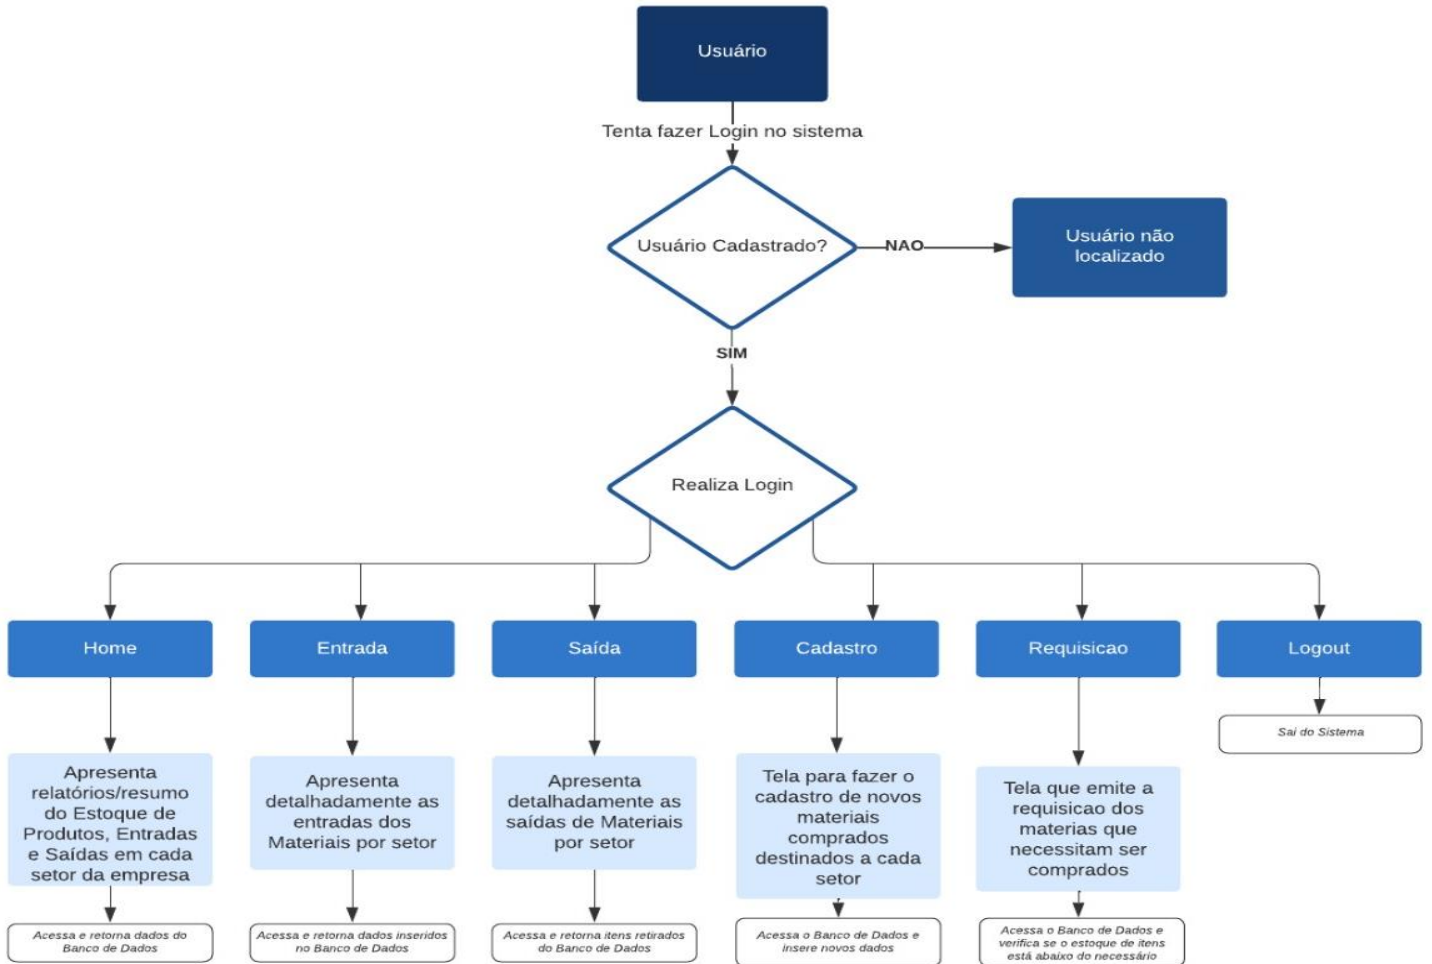 Usuário
Tenta fazer Login no sistema
Usuário Cadastrado?
NAO
Usuário não
localizado
SIM
Realiza Login
Home
Entrada
Saída
Cadastro
Requisicao
Logout
Apresenta
relatórios/resumo
do Estoque de
Produtos, Entradas
e Saídas em cada
setor da empresa
Apresenta
detalhadamente as
entradas dos
Materiais por setor
Apresenta
detalhadamente as
saídas de Materiais
por setor
Tela para fazer o
cadastro de novos
materiais
comprados
destinados a cada
setor
Tela que emite a
requisicao dos
materias que
necessitam ser
comprados
Sai do Sistema
Acessa e retorna dados do
Banco de Dados
Acessa e retorna dados inseridos
no Banco de Dados
Acessa e retorna itens retirados
do Banco de Dados
Acessa o Banco de Dados e
insere novos dados
Acessa o Banco de Dados e
verifica se o estoque de itens
está abaixo do necessário